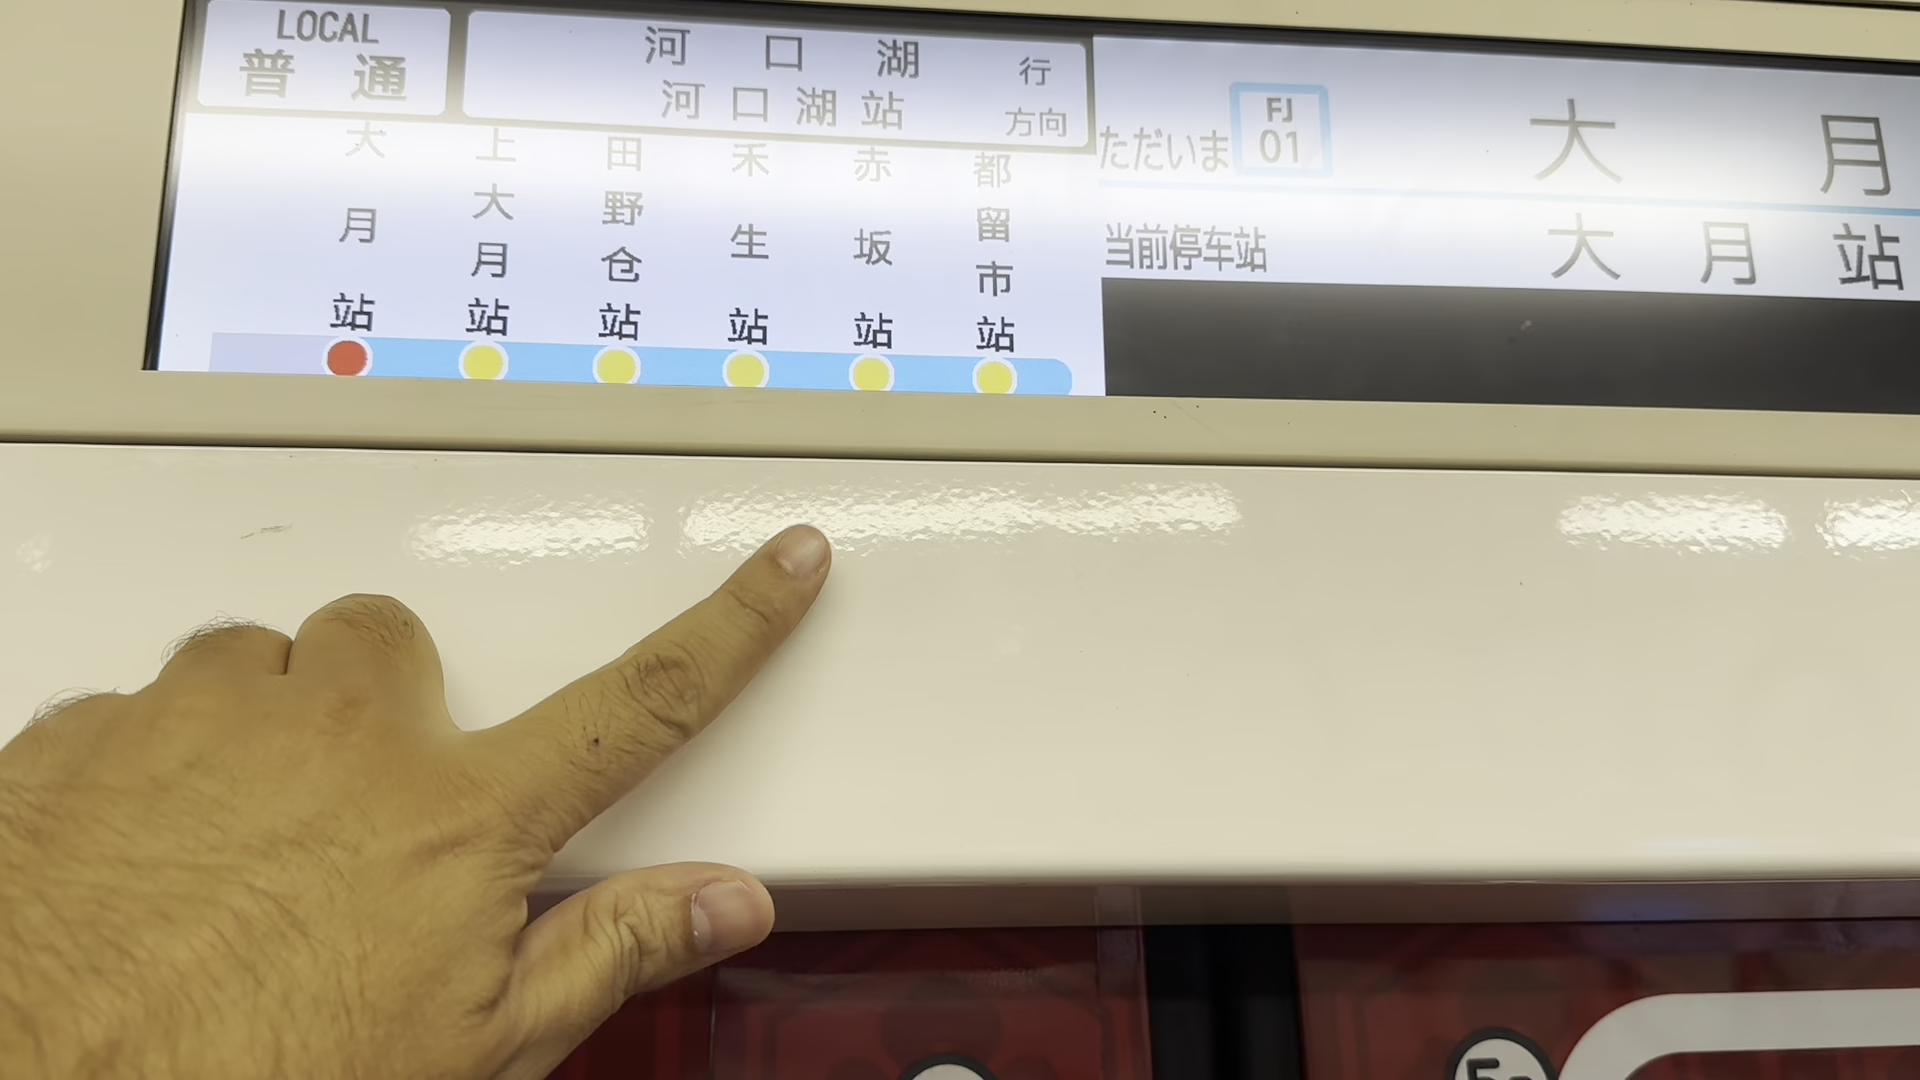 LOCAL
普通
河口湖 行
河口湖站 方向
大月站
上大月站
田野仓站
禾生站
赤坂站
都留市站
ただいま
FJ
01
大月
当前停车站
大月站